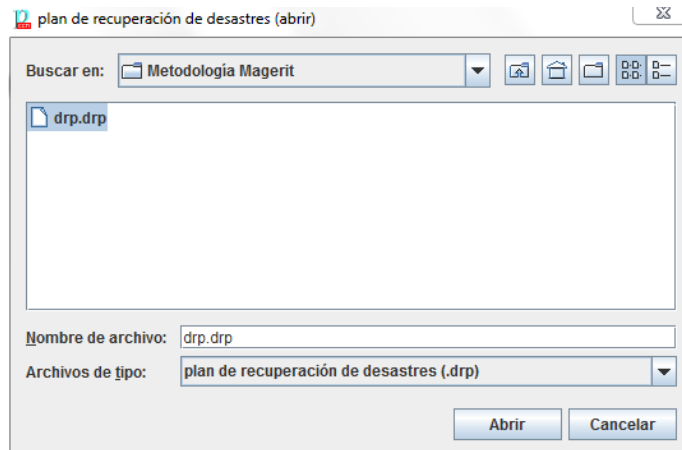 plan de recuperación de desastres (abrir)
Buscar en: Metodología Magerit
drp.drp
Nombre de archivo: drp.drp
Archivos de tipo: plan de recuperación de desastres (.drp)
Abrir Cancelar